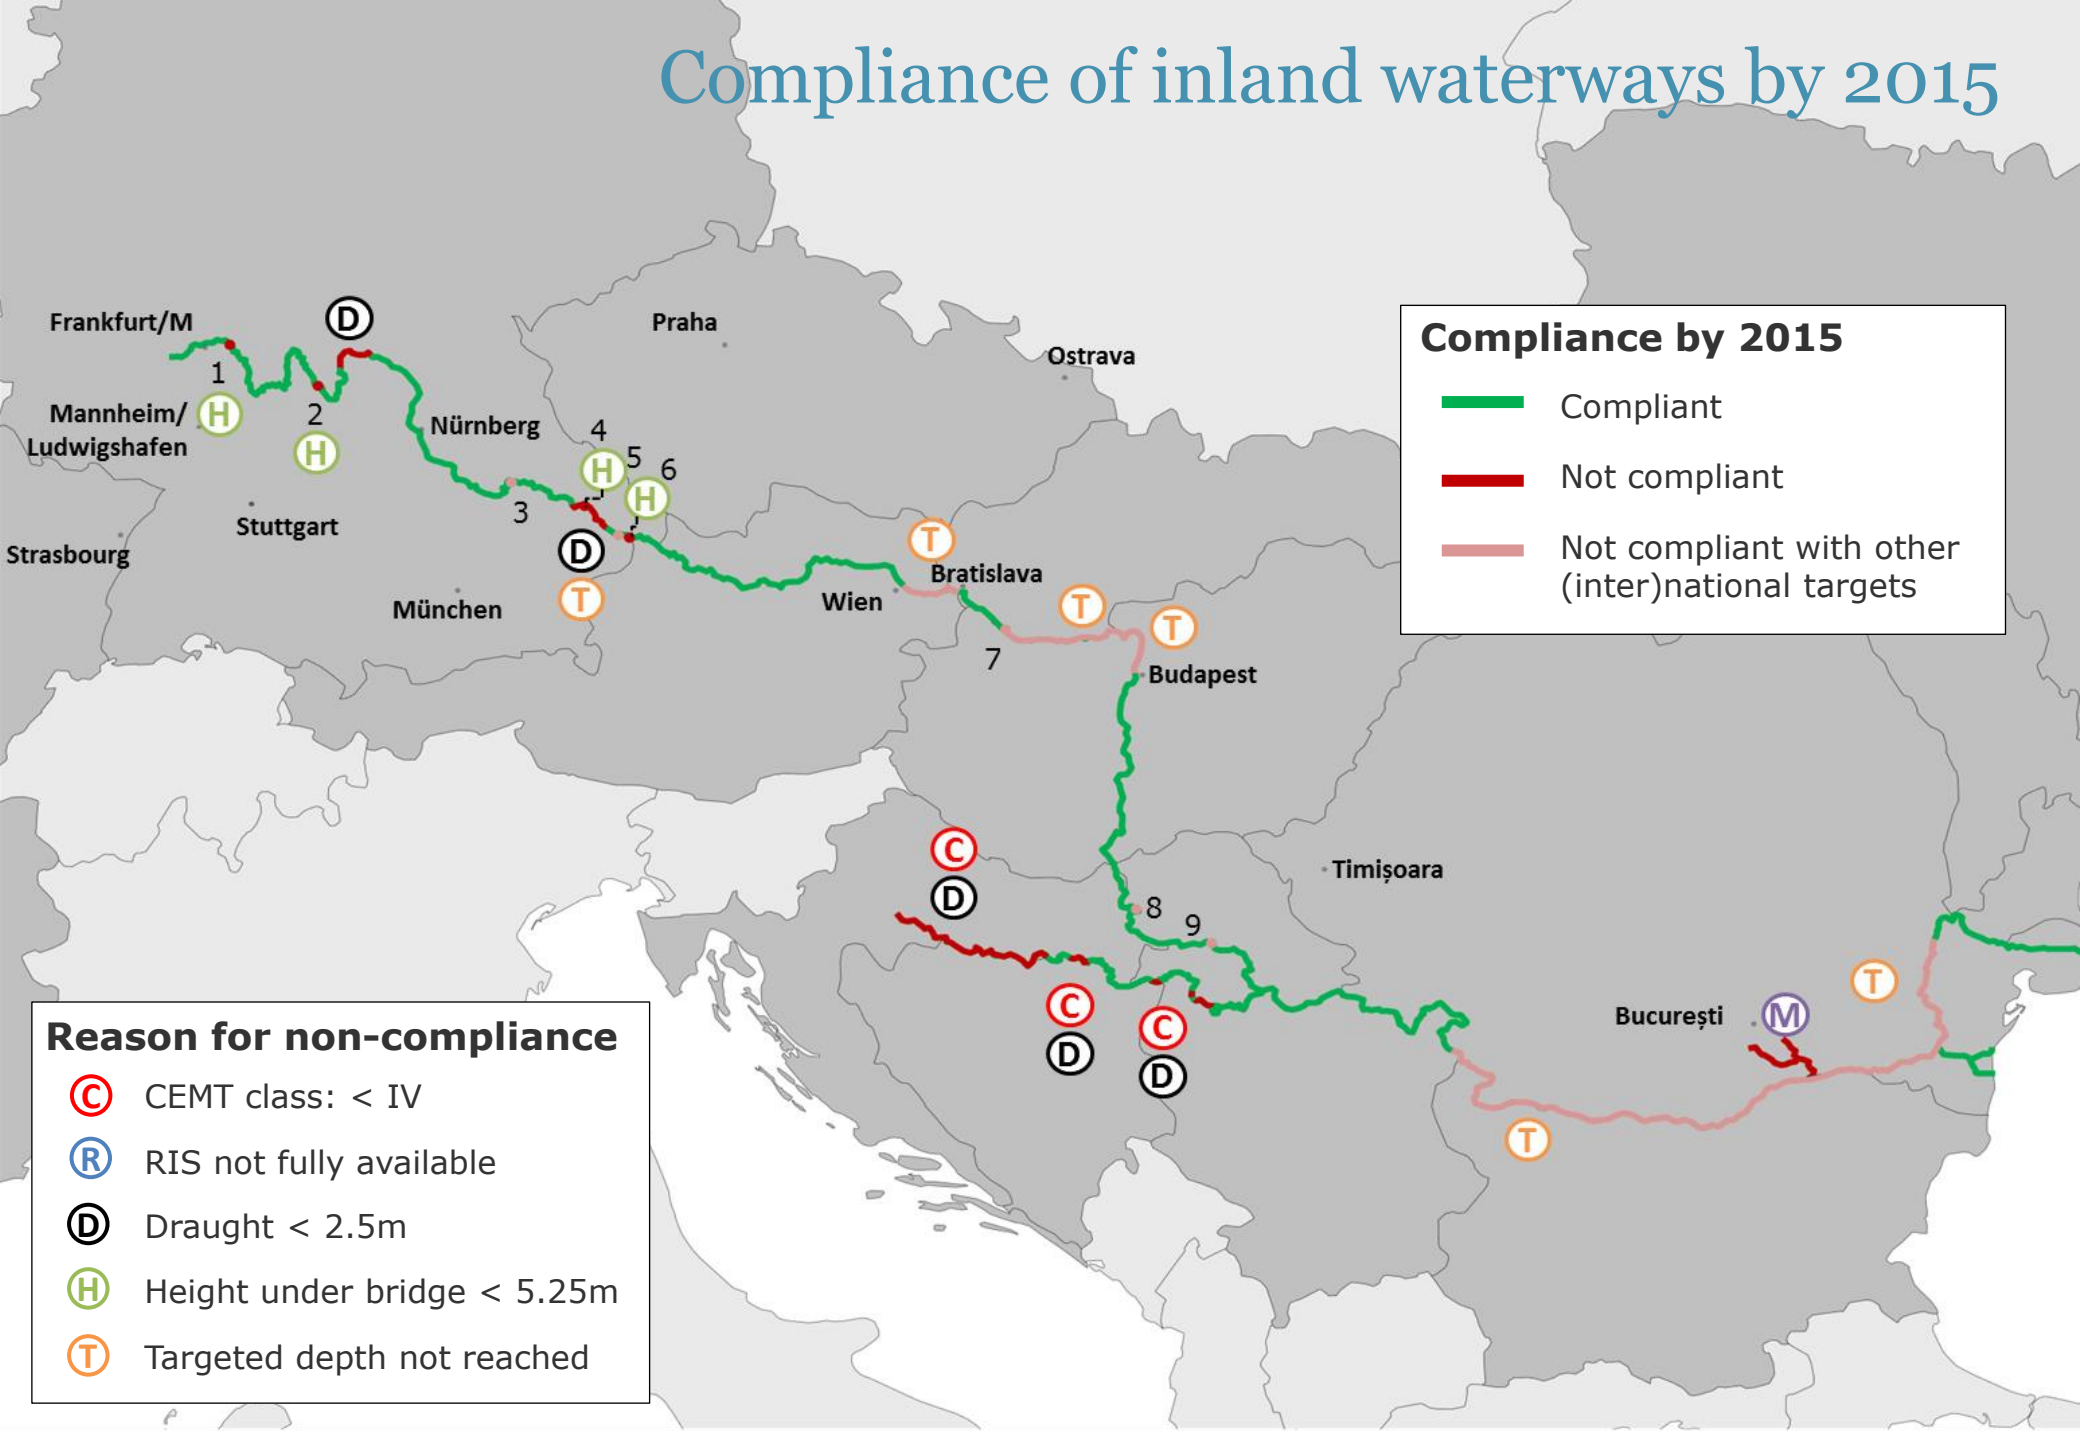 Compliance of inland waterways by 2015
Frankfurt/M
D
Praha
Ostrava
1
H
Mannheim/
Ludwigshafen
2
H
Nürnberg
4
H
5
6
H
3
Stuttgart
Strasbourg
D
T
München
T
Bratislava
Wien
T
T
7
Budapest
Compliance by 2015
Compliant
Not compliant
Not compliant with other
(inter)national targets
C
D
Timișoara
8
9
C
D
C
D
T
București
M
T
Reason for non-compliance
C CEMT class: < IV
R RIS not fully available
D Draught < 2.5m
H Height under bridge < 5.25m
T Targeted depth not reached